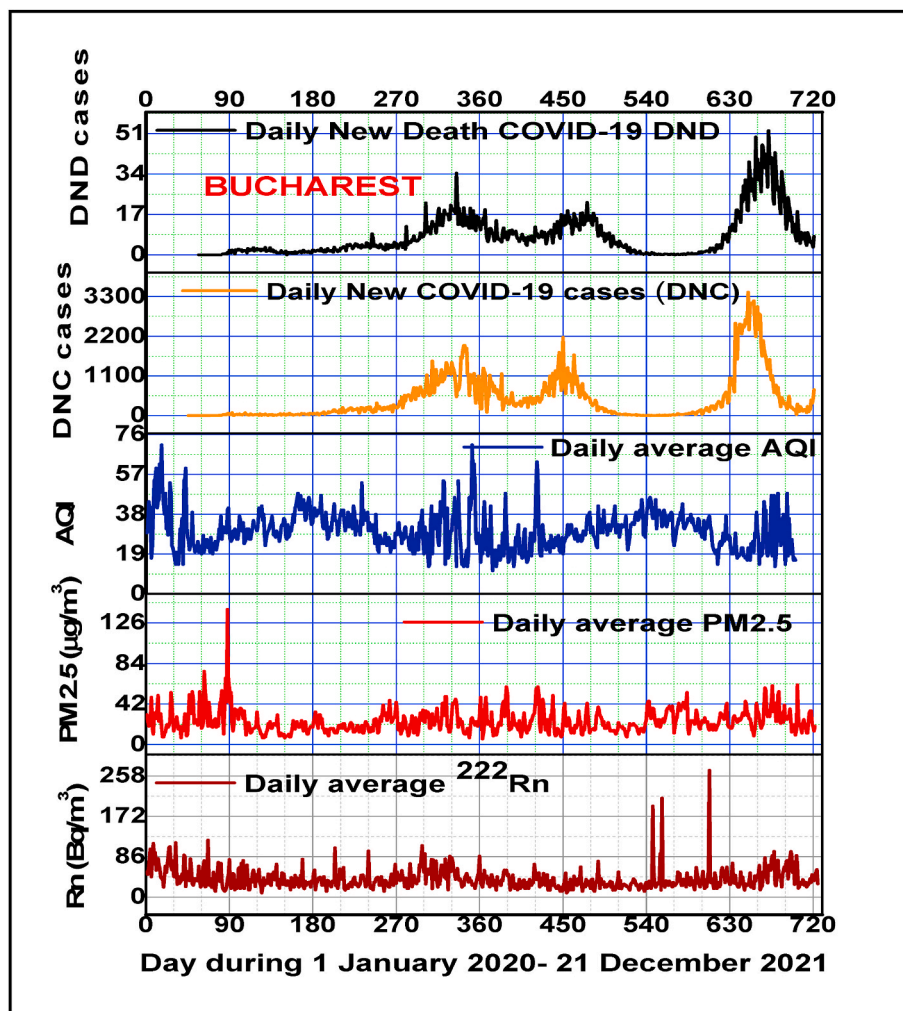 0 90 180 270 360 450 540 630 720
DND cases
51
34
17
0
Daily New Death COVID-19 DND
BUCHAREST
DNC cases
3300
2200
1100
0
Daily New COVID-19 cases (DNC)
AQI
76
57
38
19
0
Daily average AQI
PM2.5 (µg/m³)
126
84
42
0
Daily average PM2.5
Rn (Bq/m³)
258
172
86
0
Daily average ²²²Rn
0 90 180 270 360 450 540 630 720
Day during 1 January 2020- 21 December 2021